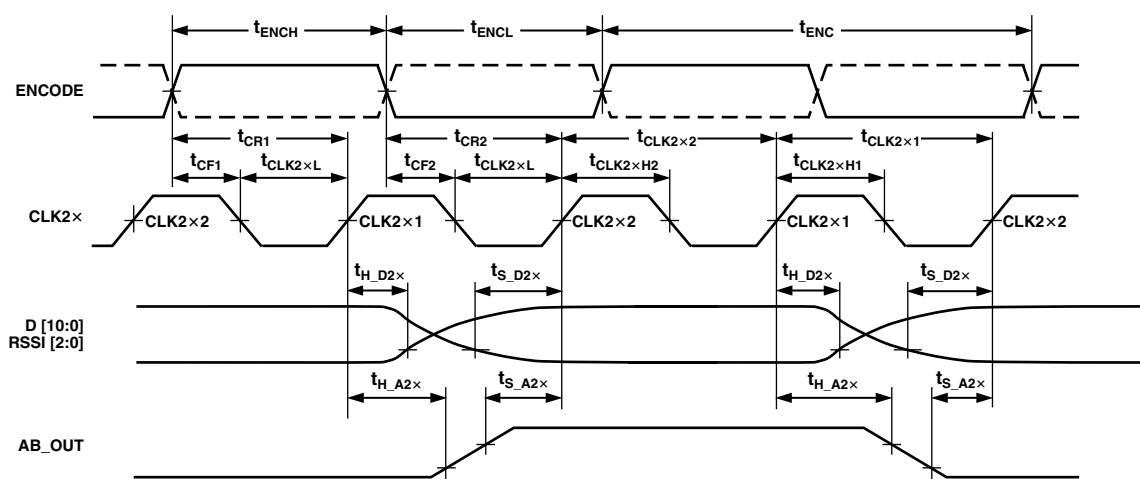 tENCH tENCL tENC
ENCODE
tCR1 tCR2 tCLK2×2 tCLK2×1
tCF1 tCLK2×L tCF2 tCLK2×L tCLK2×H2 tCLK2×H1
CLK2× CLK2×2 CLK2×1 CLK2×2 CLK2×1 CLK2×2
tH_D2× tS_D2× tH_D2× tS_D2×
D [10:0]
RSSI [2:0]
tH_A2× tS_A2× tH_A2× tS_A2×
AB_OUT